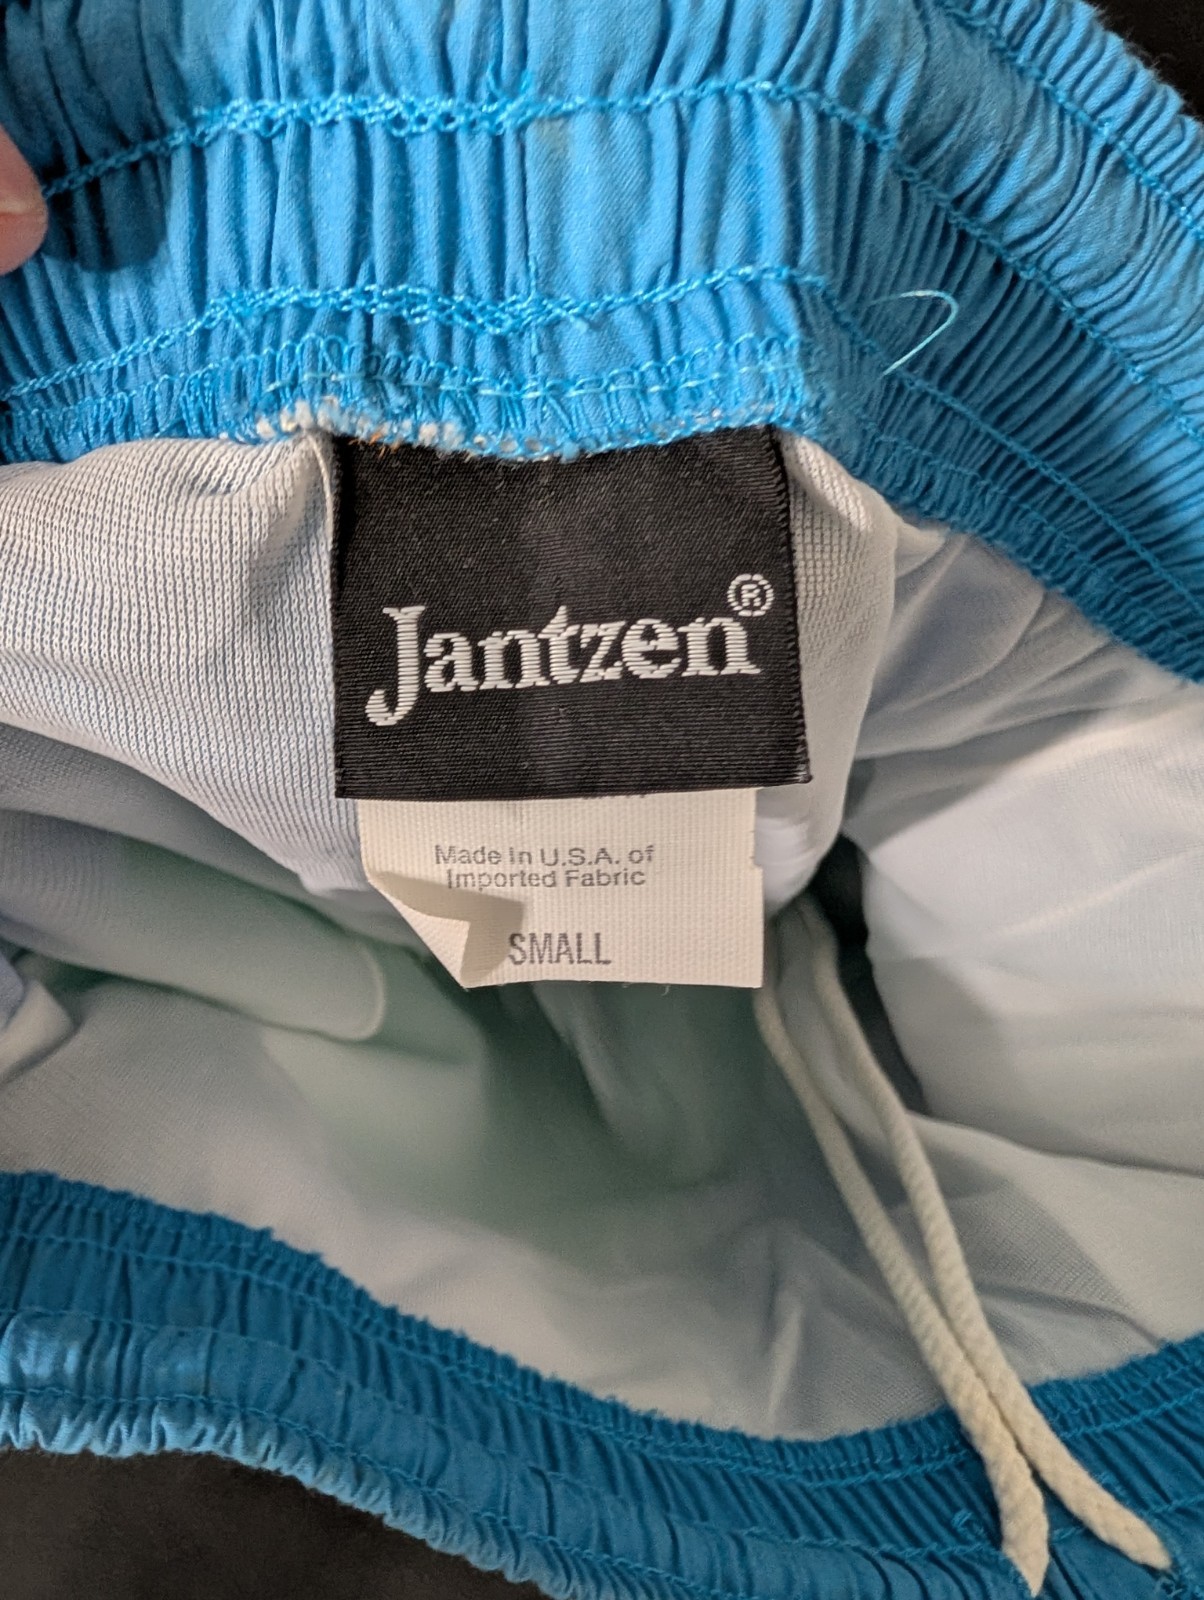 Jantzen®
Made in U.S.A. of
Imported Fabric
SMALL